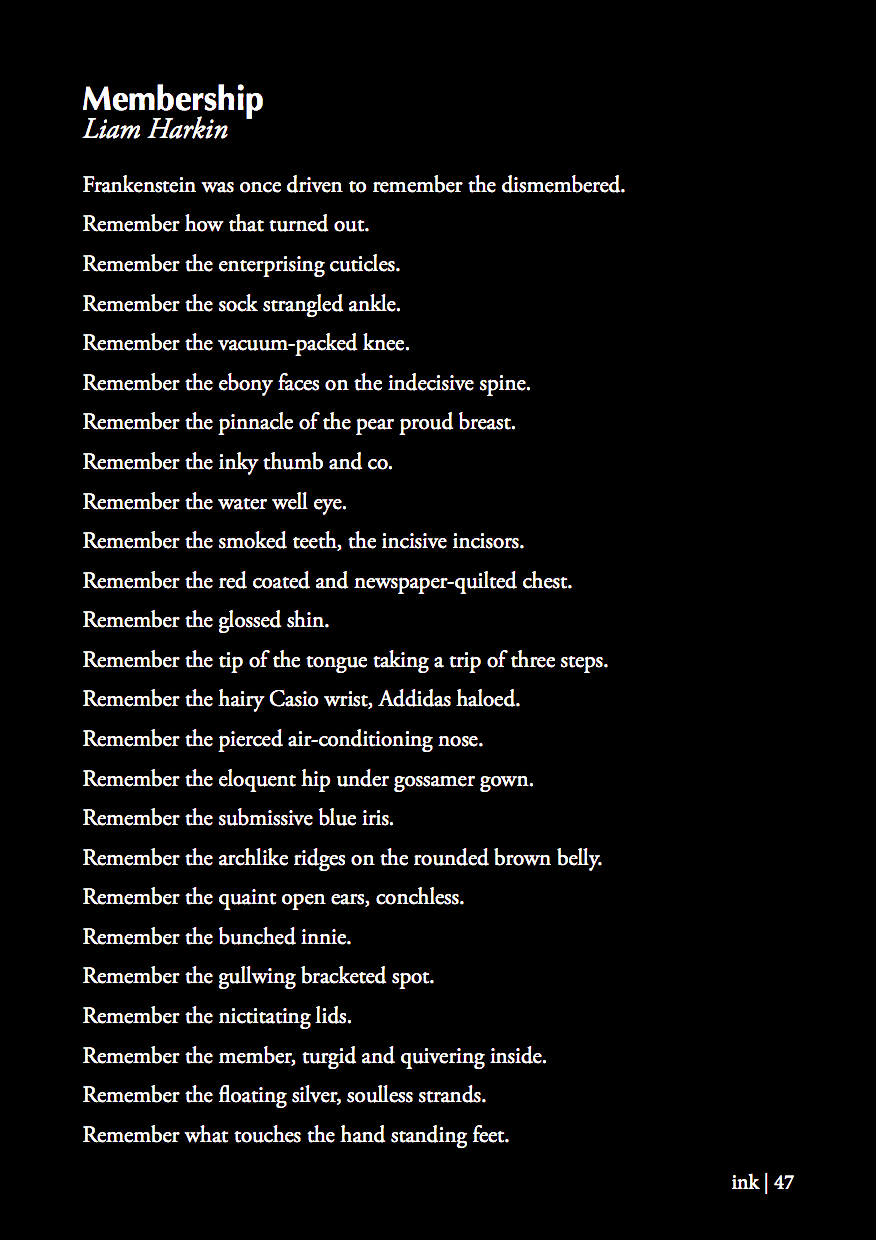 Membership
Liam Harkin
Frankenstein was once driven to remember the dismembered.
Remember how that turned out.
Remember the enterprising cuticles.
Remember the sock strangled ankle.
Remember the vacuum-packed knee.
Remember the ebony faces on the indecisive spine.
Remember the pinnacle of the pear proud breast.
Remember the inky thumb and co.
Remember the water well eye.
Remember the smoked teeth, the incisive incisors.
Remember the red coated and newspaper-quilted chest.
Remember the glossed shin.
Remember the tip of the tongue taking a trip of three steps.
Remember the hairy Casio wrist, Addidas haloed.
Remember the pierced air-conditioning nose.
Remember the eloquent hip under gossamer gown.
Remember the submissive blue iris.
Remember the archlike ridges on the rounded brown belly.
Remember the quaint open ears, conchless.
Remember the bunched innie.
Remember the gullwing bracketed spot.
Remember the nictitating lids.
Remember the member, turgid and quivering inside.
Remember the floating silver, soulless strands.
Remember what touches the hand standing feet.
ink | 47